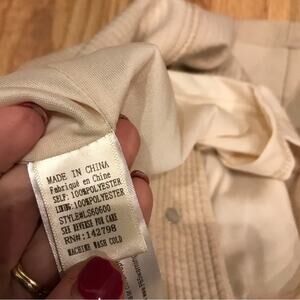 MADE IN CHINA
Fabriqué en Chine
SELF: 100%POLYESTER
LINING: 100%POLYESTER
STYLE#LS60600
SEE REVERSE FOR CARE
RN#: 142798
MACHINE WASH COLD